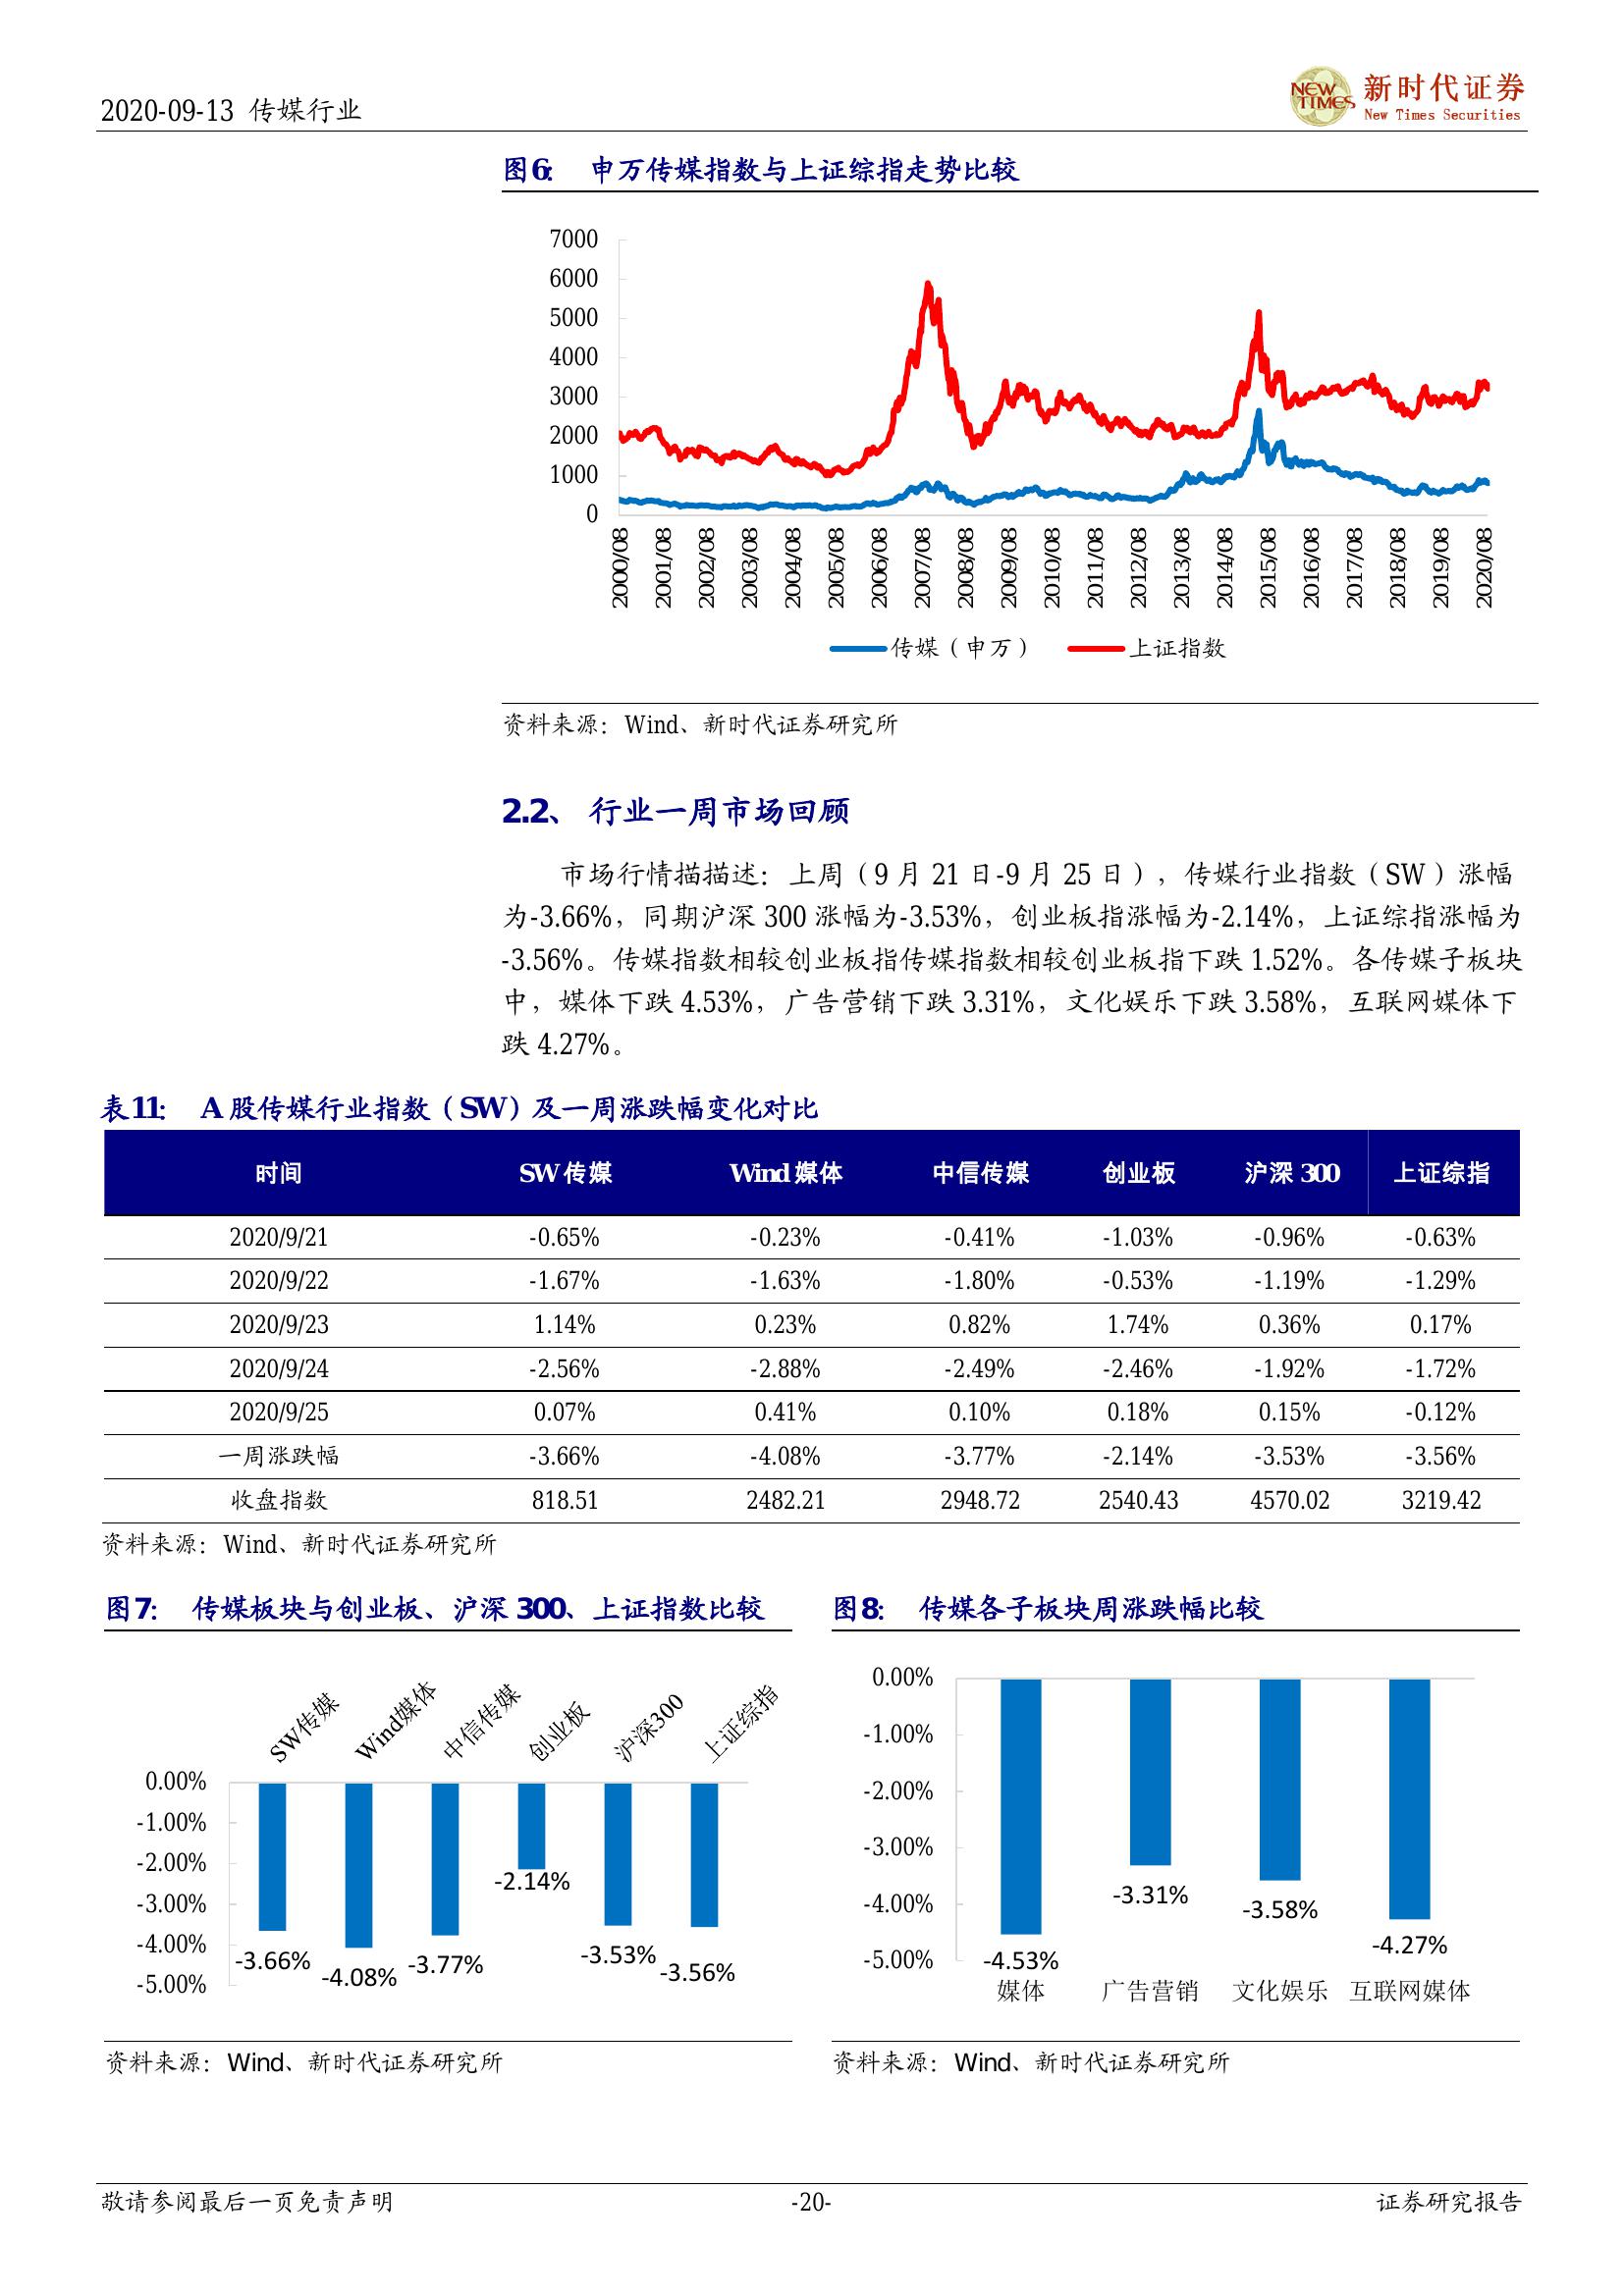 2020-09-13 传媒行业
NEW TIMES 新时代证券
New Times Securities
图6: 申万传媒指数与上证综指走势比较
7000
6000
5000
4000
3000
2000
1000
0
2000/08 2001/08 2002/08 2003/08 2004/08 2005/08 2006/08 2007/08 2008/08 2009/08 2010/08 2011/08 2012/08 2013/08 2014/08 2015/08 2016/08 2017/08 2018/08 2019/08 2020/08
传媒（申万） 上证指数
资料来源：Wind、新时代证券研究所
2.2、 行业一周市场回顾
市场行情描描述：上周（9 月 21 日-9 月 25 日），传媒行业指数（SW）涨幅
为-3.66%，同期沪深 300 涨幅为-3.53%，创业板指涨幅为-2.14%，上证综指涨幅为
-3.56%。传媒指数相较创业板指传媒指数相较创业板指下跌 1.52%。各传媒子板块
中，媒体下跌 4.53%，广告营销下跌 3.31%，文化娱乐下跌 3.58%，互联网媒体下
跌 4.27%。
表11: A 股传媒行业指数（SW）及一周涨跌幅变化对比
时间 SW 传媒 Wind 媒体 中信传媒 创业板 沪深 300 上证综指
2020/9/21 -0.65% -0.23% -0.41% -1.03% -0.96% -0.63%
2020/9/22 -1.67% -1.63% -1.80% -0.53% -1.19% -1.29%
2020/9/23 1.14% 0.23% 0.82% 1.74% 0.36% 0.17%
2020/9/24 -2.56% -2.88% -2.49% -2.46% -1.92% -1.72%
2020/9/25 0.07% 0.41% 0.10% 0.18% 0.15% -0.12%
一周涨跌幅 -3.66% -4.08% -3.77% -2.14% -3.53% -3.56%
收盘指数 818.51 2482.21 2948.72 2540.43 4570.02 3219.42
资料来源：Wind、新时代证券研究所
图7: 传媒板块与创业板、沪深 300、上证指数比较
SW传媒 Wind媒体 中信传媒 创业板 沪深300 上证综指
0.00%
-1.00%
-2.00%
-3.00%
-4.00%
-5.00%
-3.66% -4.08% -3.77% -2.14% -3.53% -3.56%
资料来源：Wind、新时代证券研究所
图8: 传媒各子板块周涨跌幅比较
0.00%
-1.00%
-2.00%
-3.00%
-4.00%
-5.00%
-4.53% -3.31% -3.58% -4.27%
媒体 广告营销 文化娱乐 互联网媒体
资料来源：Wind、新时代证券研究所
敬请参阅最后一页免责声明 -20- 证券研究报告